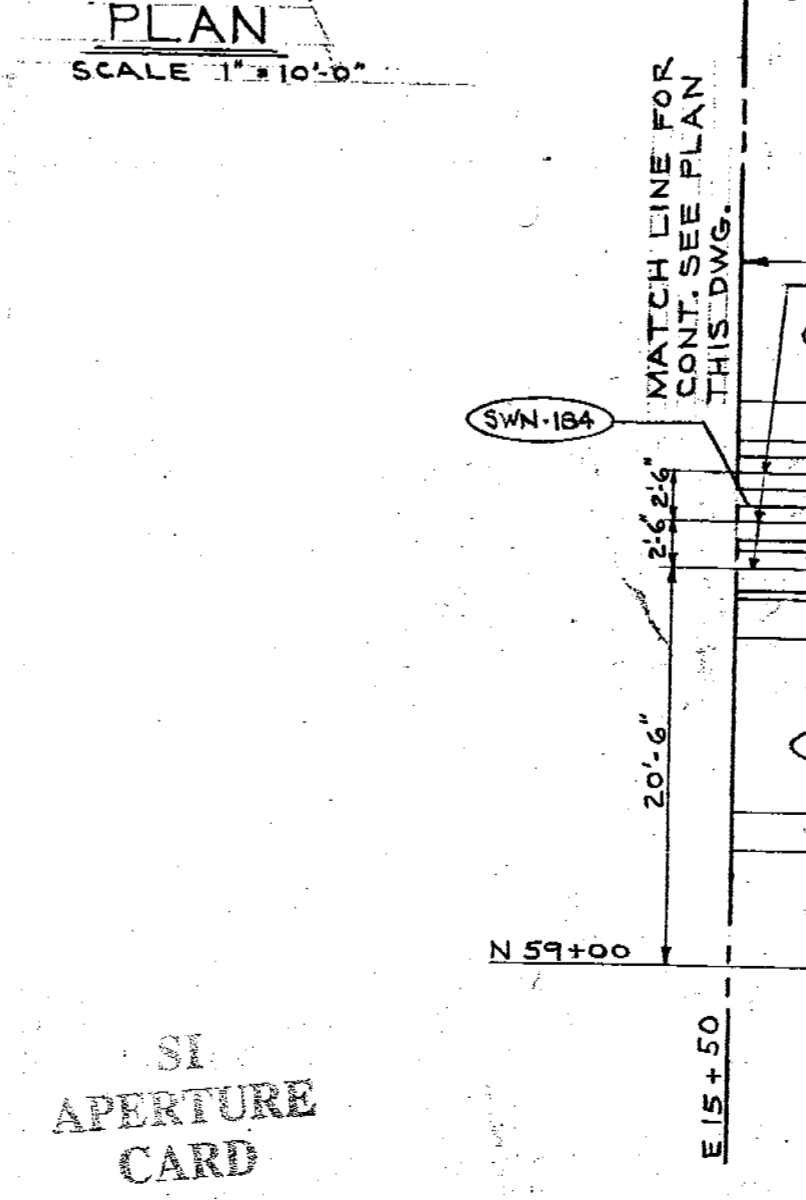 PLAN
SCALE 1" = 10'-0"
MATCH LINE FOR
CONT. SEE PLAN
THIS DWG.
SWN-184
2'-6"
2'-6"
20'-6"
N 59+00
E 15+50
SI
APERTURE
CARD